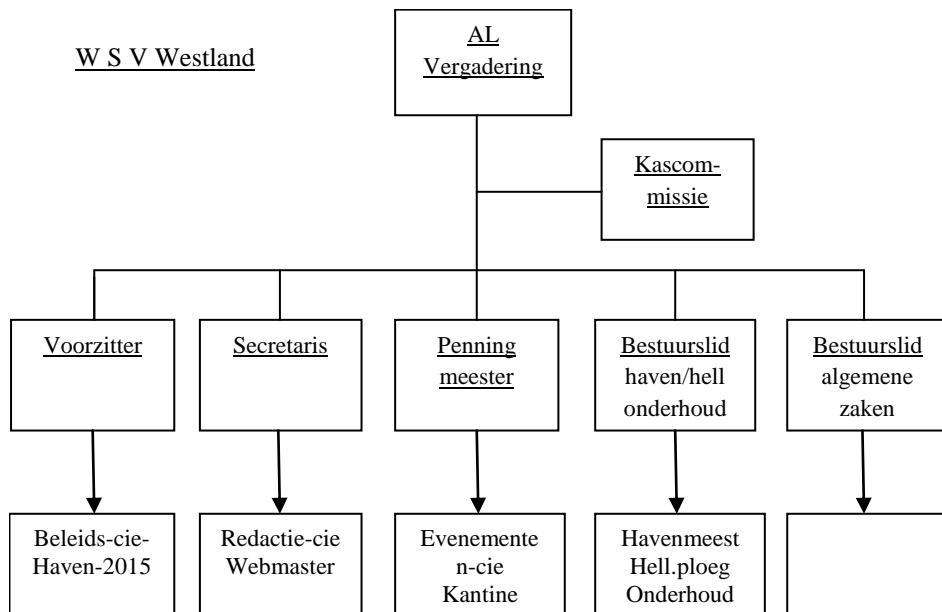 W S V Westland
AL
Vergadering
Kascom-
missie
Voorzitter
Secretaris
Penning
meester
Bestuurslid
haven/hell
onderhoud
Bestuurslid
algemene
zaken
Beleids-cie-
Haven-2015
Redactie-cie
Webmaster
Evenemente
n-cie
Kantine
Havenmeest
Hell.ploeg
Onderhoud